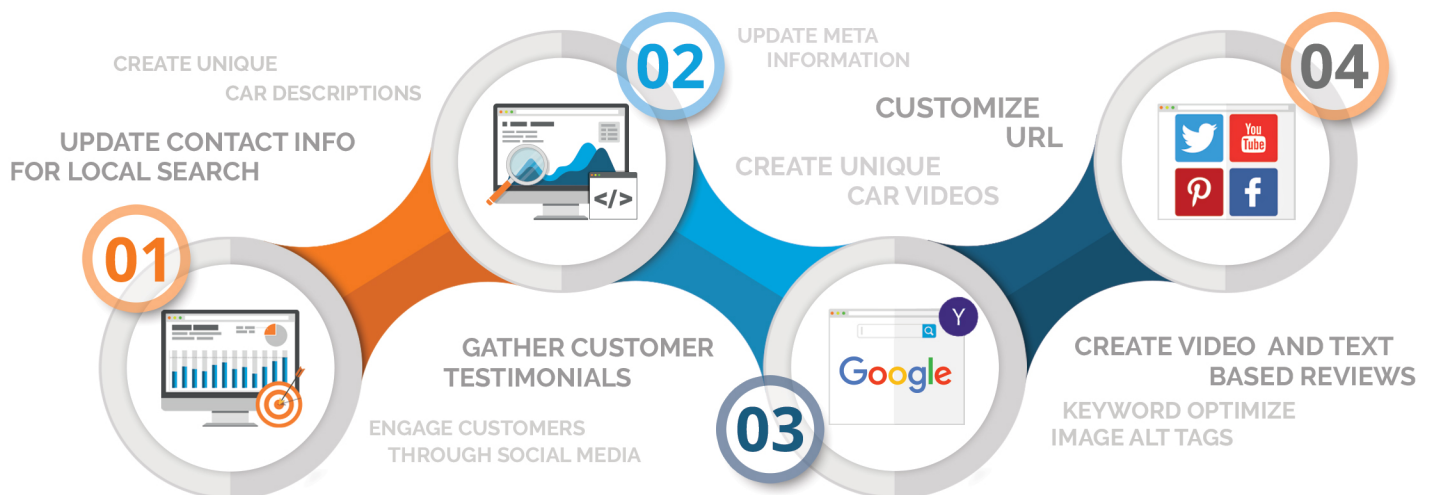 CREATE UNIQUE
CAR DESCRIPTIONS
UPDATE CONTACT INFO
FOR LOCAL SEARCH
01
02
</>
UPDATE META
INFORMATION
CUSTOMIZE
URL
CREATE UNIQUE
CAR VIDEOS
04
You
Tube
GATHER CUSTOMER
TESTIMONIALS
ENGAGE CUSTOMERS
THROUGH SOCIAL MEDIA
03
Y
Google
CREATE VIDEO AND TEXT
BASED REVIEWS
KEYWORD OPTIMIZE
IMAGE ALT TAGS